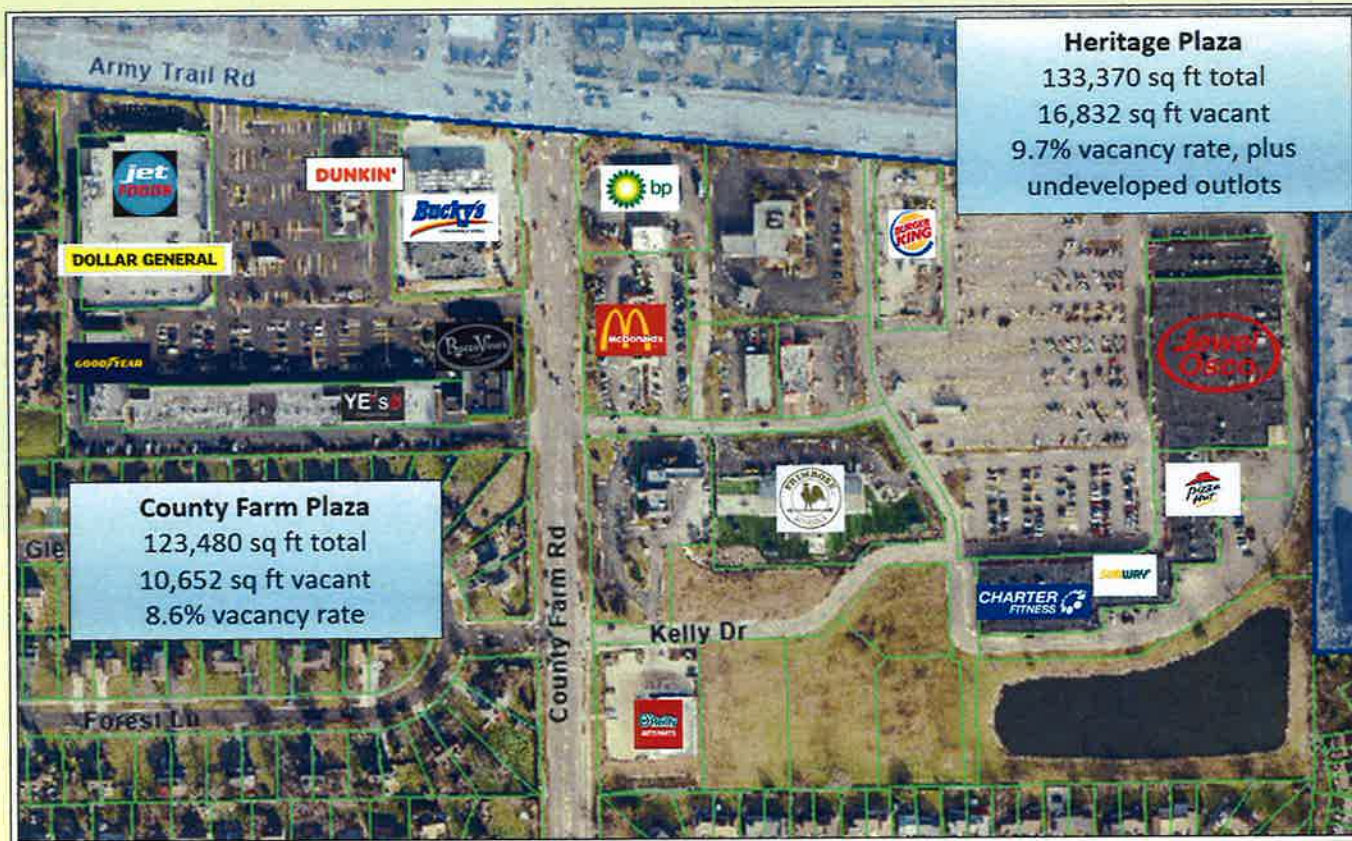 Army Trail Rd
Heritage Plaza
133,370 sq ft total
16,832 sq ft vacant
9.7% vacancy rate, plus
undeveloped outlots
jet
FOODS
DUNKIN'
Bucky's
bp
BURGER
KING
DOLLAR GENERAL
GOODYEAR
McDonald's
Jewel
Osco
YE's
PRIMROSE
Pizza
Hut
County Farm Plaza
123,480 sq ft total
10,652 sq ft vacant
8.6% vacancy rate
Gle
County Farm Rd
SUBWAY
CHARTER
FITNESS
Kelly Dr
Forest Ln
O'Reilly
AUTO PARTS